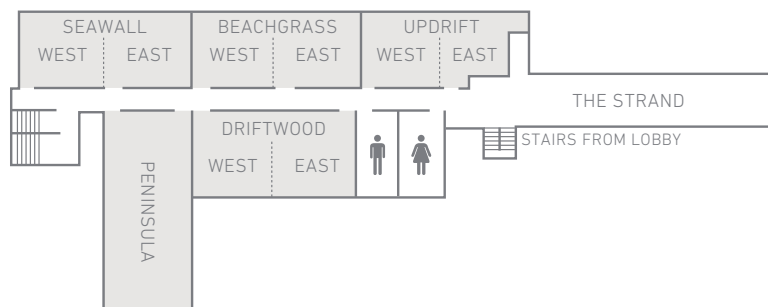 SEAWALL
WEST EAST
BEACHGRASS
WEST EAST
UPDRIFT
WEST EAST
THE STRAND
STAIRS FROM LOBBY
DRIFTWOOD
WEST EAST
PENINSULA